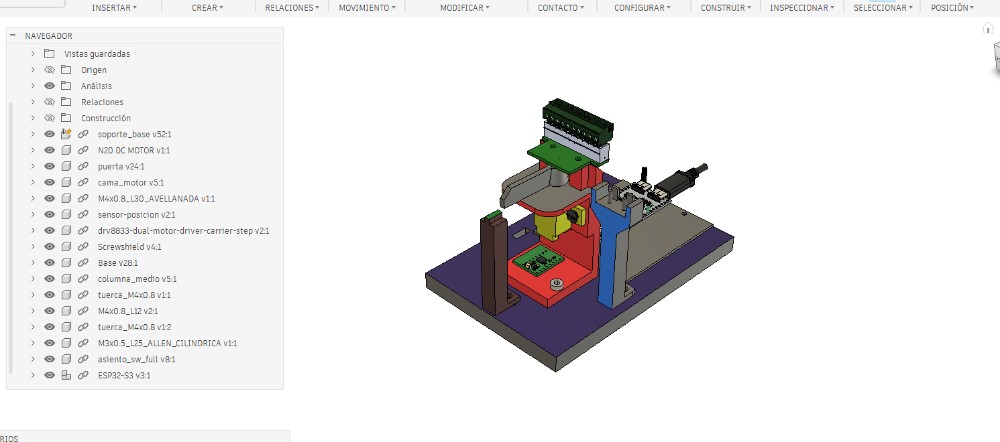 INSERTAR CREAR RELACIONES MOVIMIENTO MODIFICAR CONTACTO CONFIGURAR CONSTRUIR INSPECCIONAR SELECCIONAR POSICIÓN
NAVEGADOR
Vistas guardadas
Origen
Análisis
Relaciones
Construcción
soporte_base v52:1
N20 DC MOTOR v1:1
puerta v24:1
cama_motor v5:1
M4x0.8_L30_AVELLANADA v1:1
sensor-posicion v2:1
drv8833-dual-motor-driver-carrier-step v2:1
Screwshield v4:1
Base v28:1
columna_medio v5:1
tuerca_M4x0.8 v1:1
M4x0.8_L12 v2:1
tuerca_M4x0.8 v1:2
M3x0.5_L25_ALLEN_CILINDRICA v1:1
asiento_sw_full v8:1
ESP32-S3 v3:1
RIOS